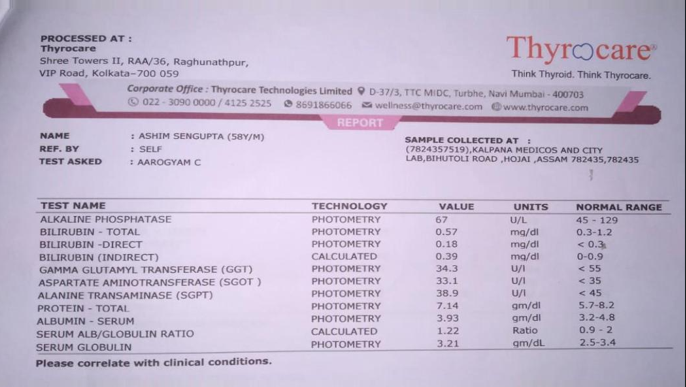 PROCESSED AT :
Thyrocare
Shree Towers II, RAA/36, Raghunathpur,
VIP Road, Kolkata-700 059
Thyrocare®
Think Thyroid. Think Thyrocare.
Corporate Office : Thyrocare Technologies Limited D-37/3, TTC MIDC, Turbhe, Navi Mumbai - 400703
022 - 3090 0000 / 4125 2525 8691866066 wellness@thyrocare.com www.thyrocare.com
REPORT
NAME : ASHIM SENGUPTA (58Y/M)
REF. BY : SELF
TEST ASKED : AAROGYAM C
SAMPLE COLLECTED AT :
(7824357519),KALPANA MEDICOS AND CITY
LAB,BIHUTOLI ROAD ,HOJAI ,ASSAM 782435,782435
TEST NAME TECHNOLOGY VALUE UNITS NORMAL RANGE
ALKALINE PHOSPHATASE PHOTOMETRY 67 U/L 45 - 129
BILIRUBIN - TOTAL PHOTOMETRY 0.57 mg/dl 0.3-1.2
BILIRUBIN -DIRECT PHOTOMETRY 0.18 mg/dl < 0.3
BILIRUBIN (INDIRECT) CALCULATED 0.39 mg/dl 0-0.9
GAMMA GLUTAMYL TRANSFERASE (GGT) PHOTOMETRY 34.3 U/l < 55
ASPARTATE AMINOTRANSFERASE (SGOT ) PHOTOMETRY 33.1 U/l < 35
ALANINE TRANSAMINASE (SGPT) PHOTOMETRY 38.9 U/l < 45
PROTEIN - TOTAL PHOTOMETRY 7.14 gm/dl 5.7-8.2
ALBUMIN - SERUM PHOTOMETRY 3.93 gm/dl 3.2-4.8
SERUM ALB/GLOBULIN RATIO CALCULATED 1.22 Ratio 0.9 - 2
SERUM GLOBULIN PHOTOMETRY 3.21 gm/dL 2.5-3.4
Please correlate with clinical conditions.